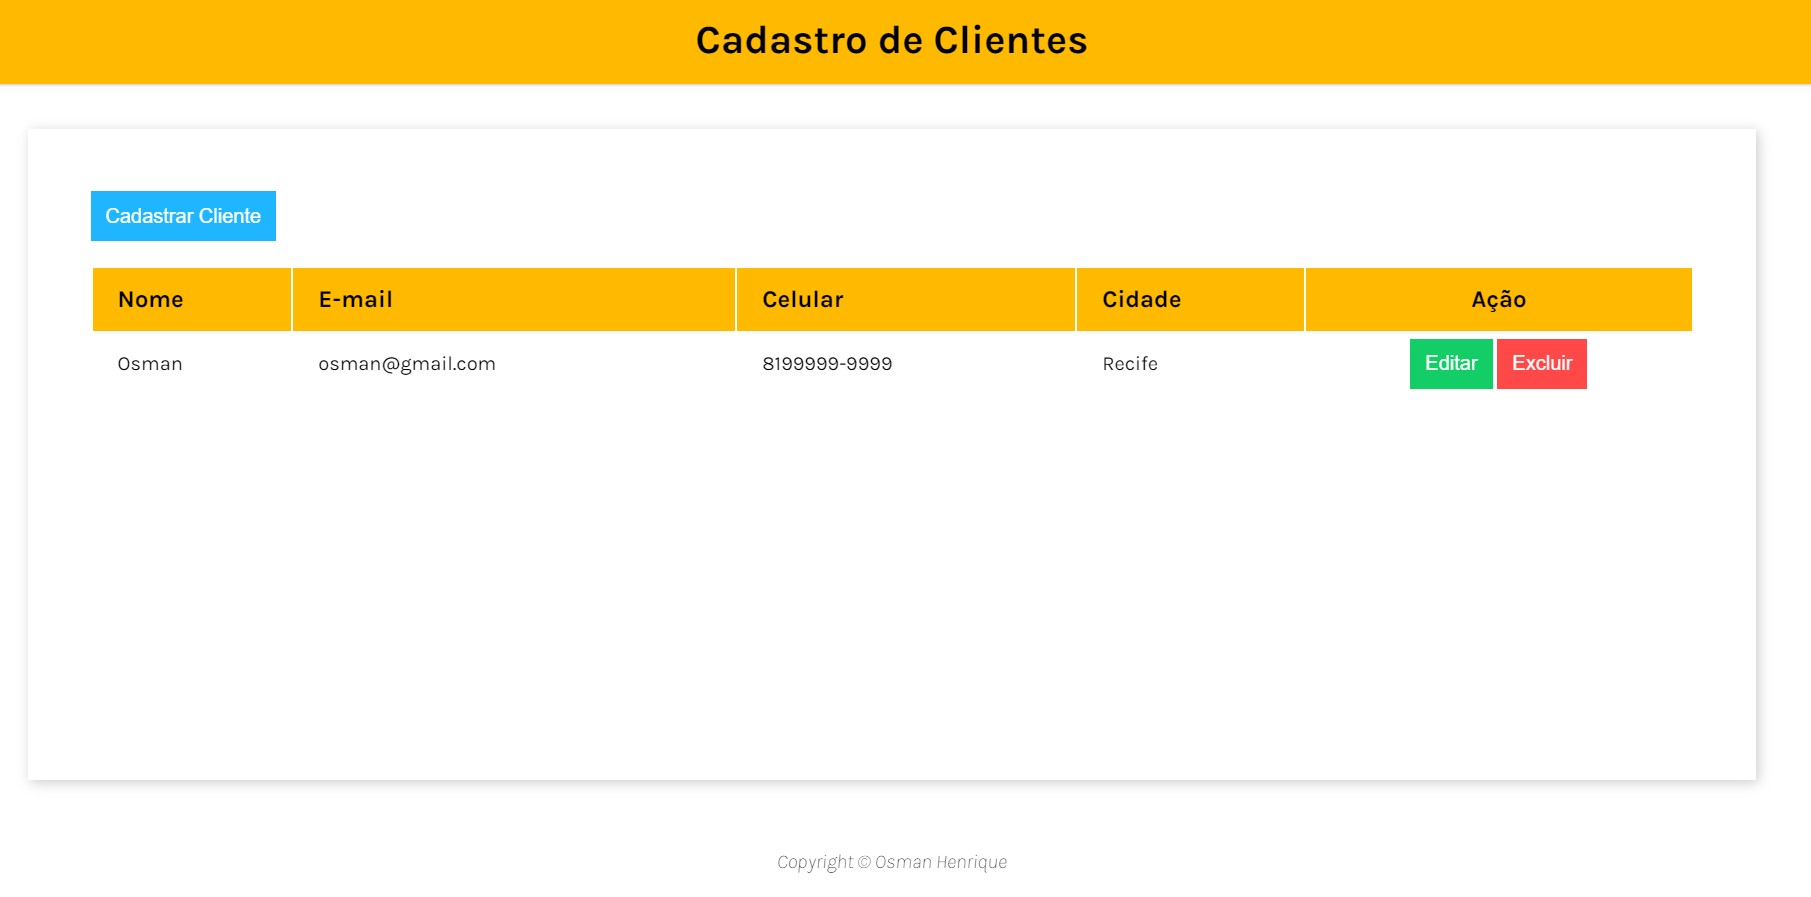 Cadastro de Clientes
Cadastrar Cliente
Nome E-mail Celular Cidade Ação
Osman osman@gmail.com 8199999-9999 Recife Editar Excluir
Copyright © Osman Henrique